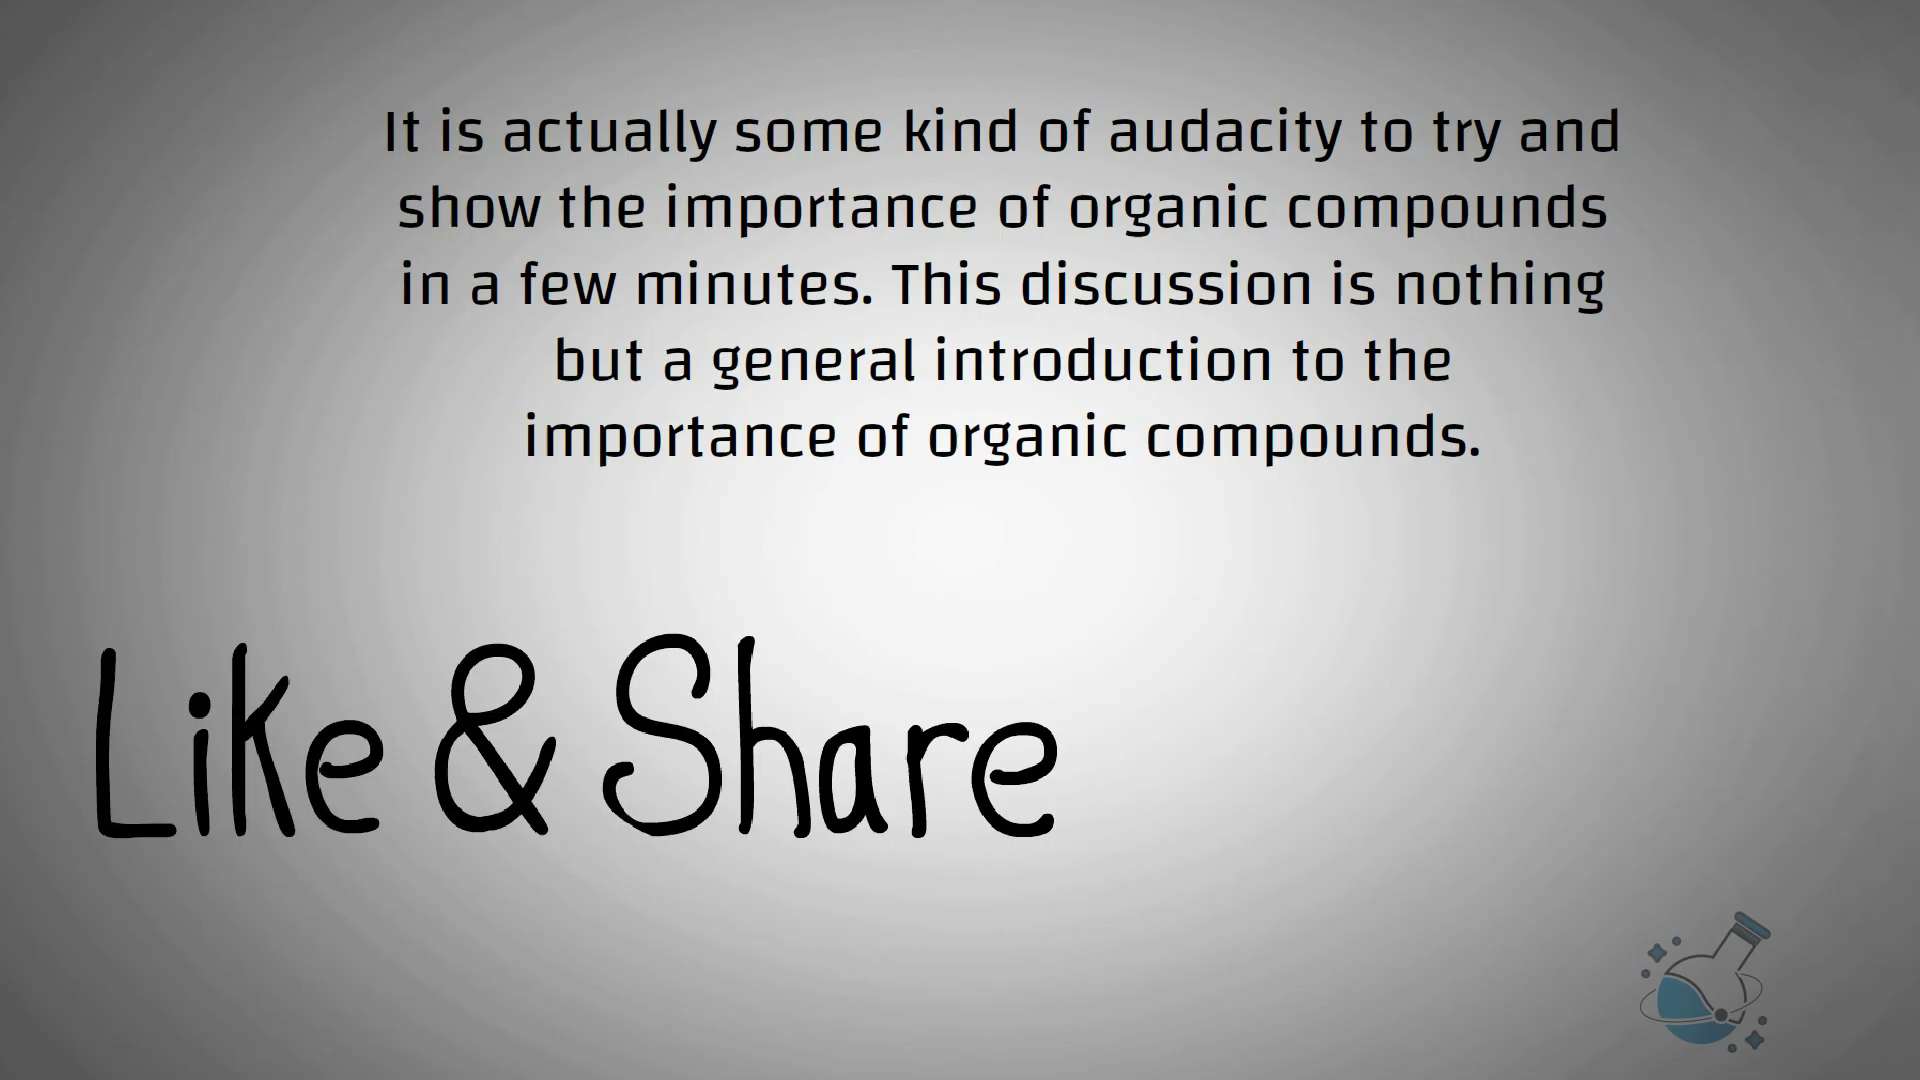 It is actually some kind of audacity to try and
show the importance of organic compounds
in a few minutes. This discussion is nothing
but a general introduction to the
importance of organic compounds.
Like & Share